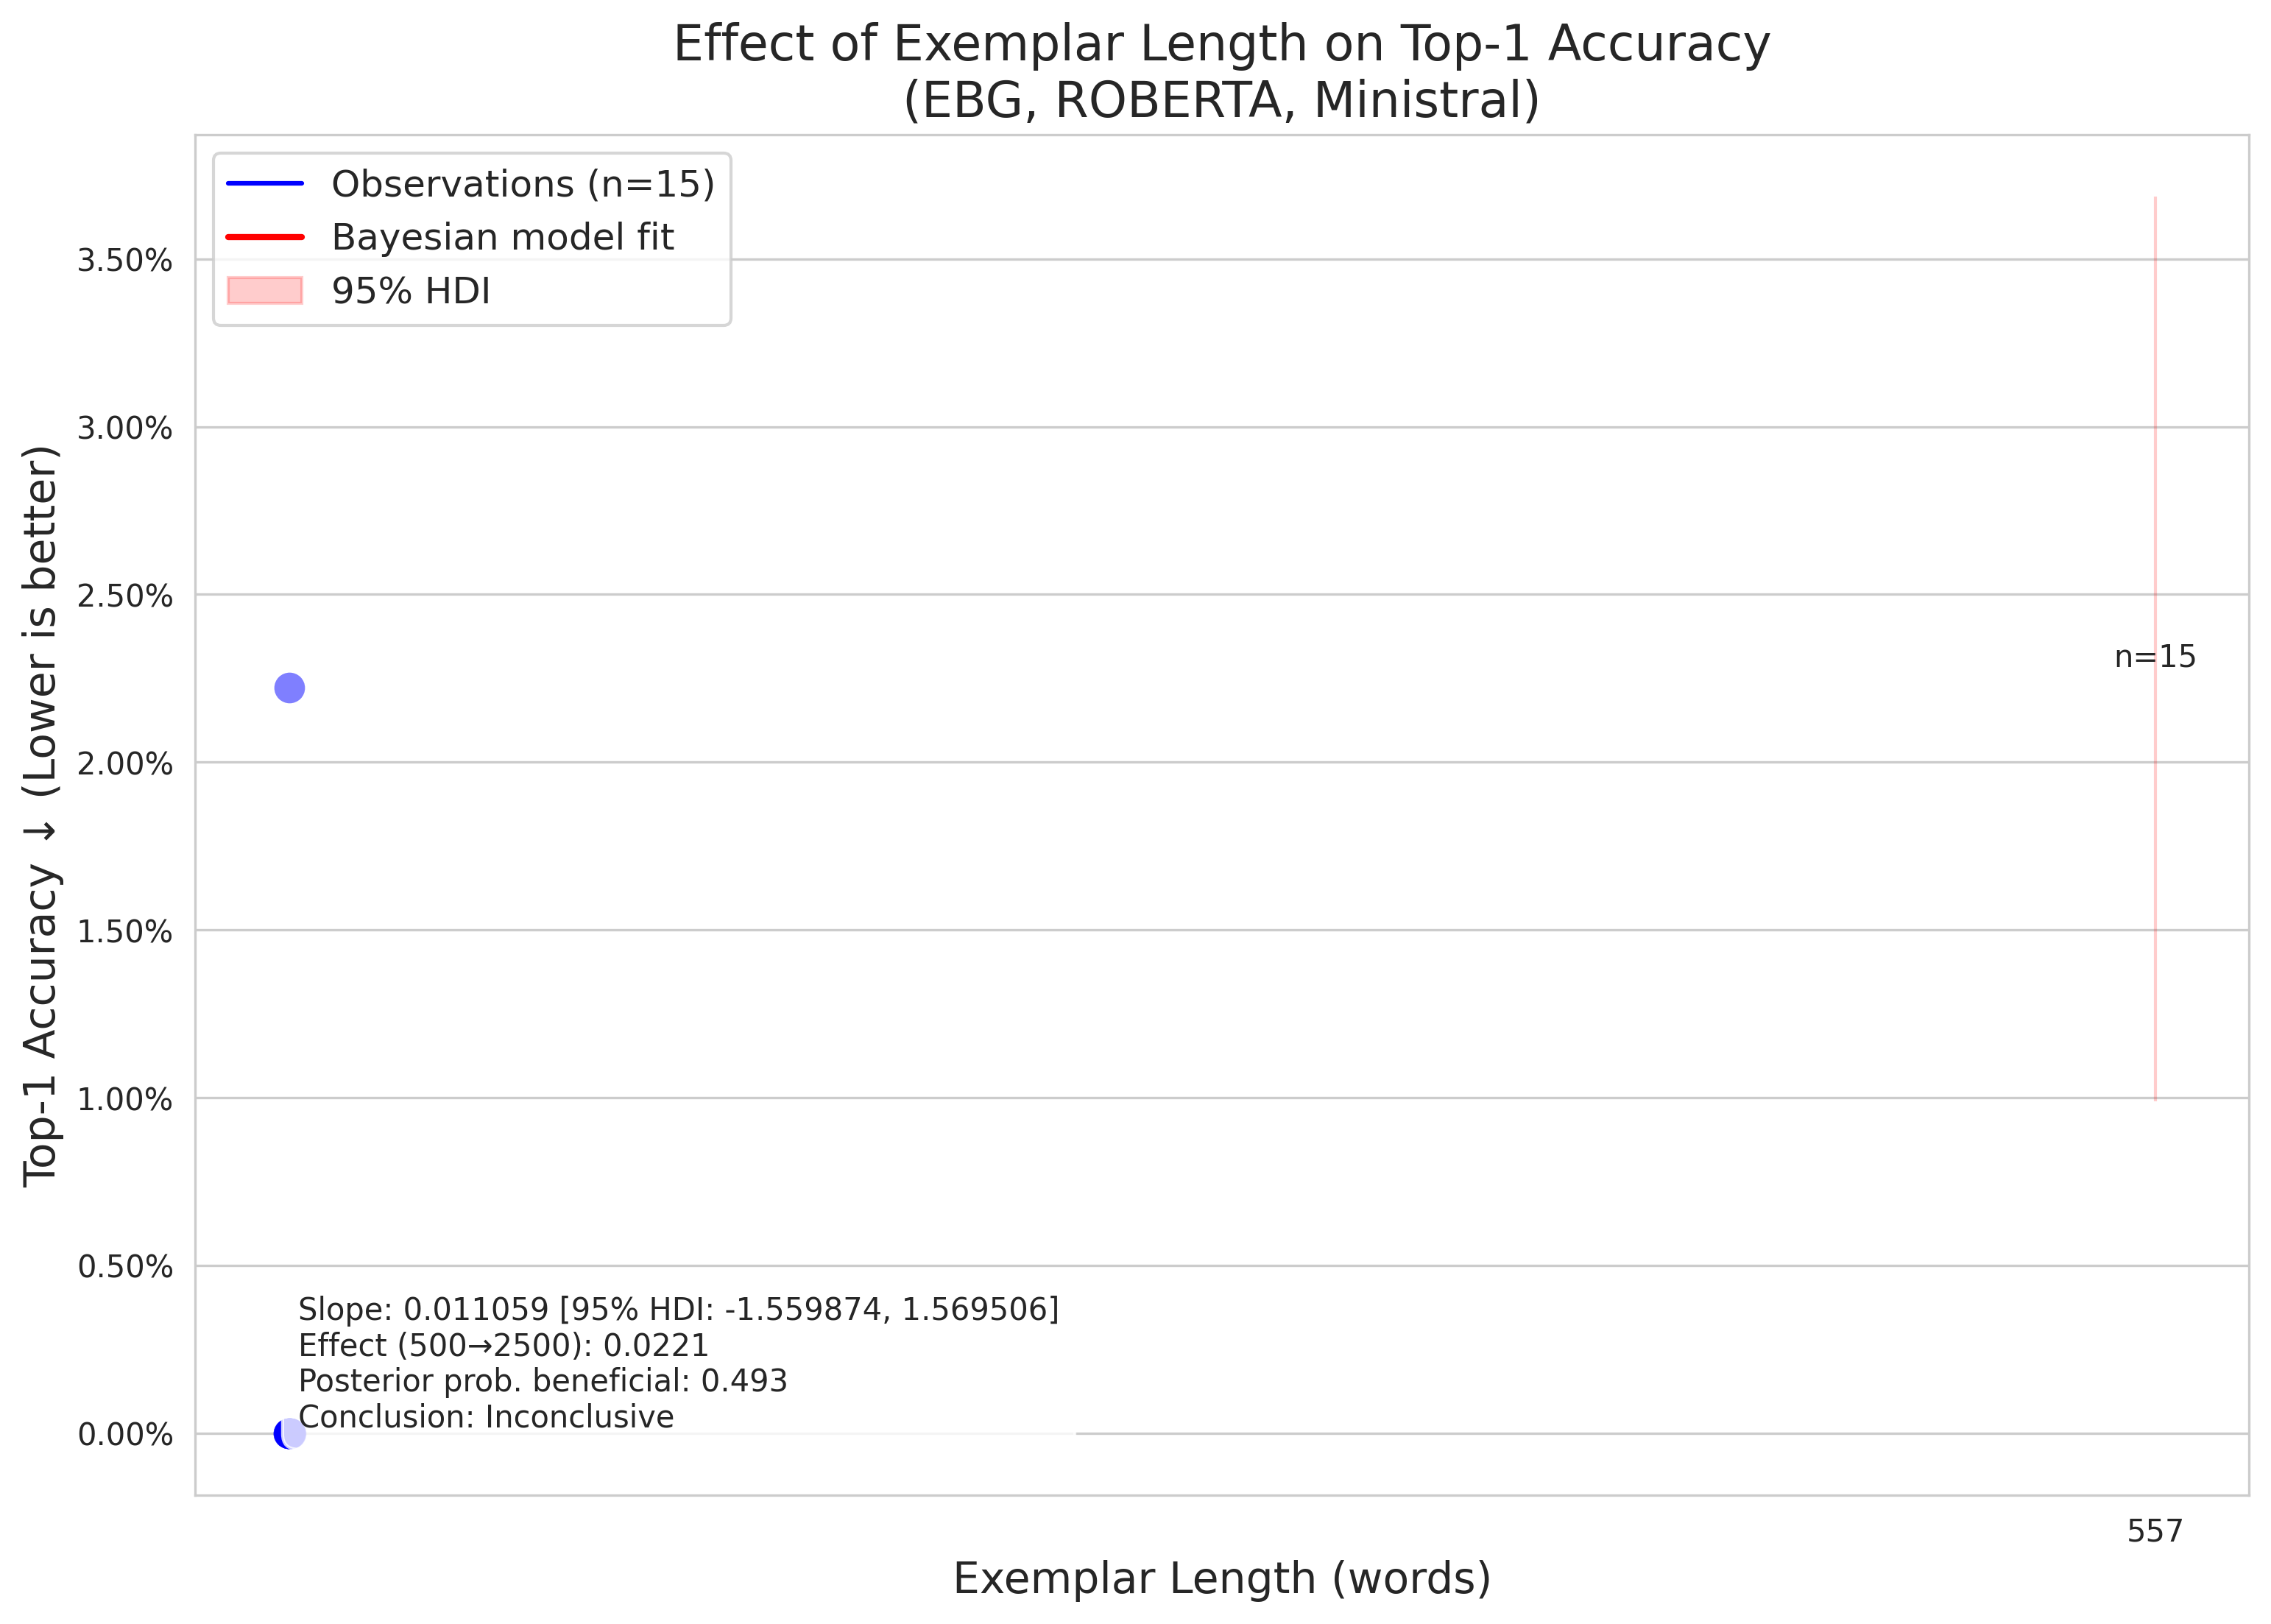 Effect of Exemplar Length on Top-1 Accuracy
(EBG, ROBERTA, Ministral)
Observations (n=15)
Bayesian model fit
95% HDI
Top-1 Accuracy ↓ (Lower is better)
3.50%
3.00%
2.50%
2.00%
1.50%
1.00%
0.50%
0.00%
n=15
Slope: 0.011059 [95% HDI: -1.559874, 1.569506]
Effect (500→2500): 0.0221
Posterior prob. beneficial: 0.493
Conclusion: Inconclusive
557
Exemplar Length (words)